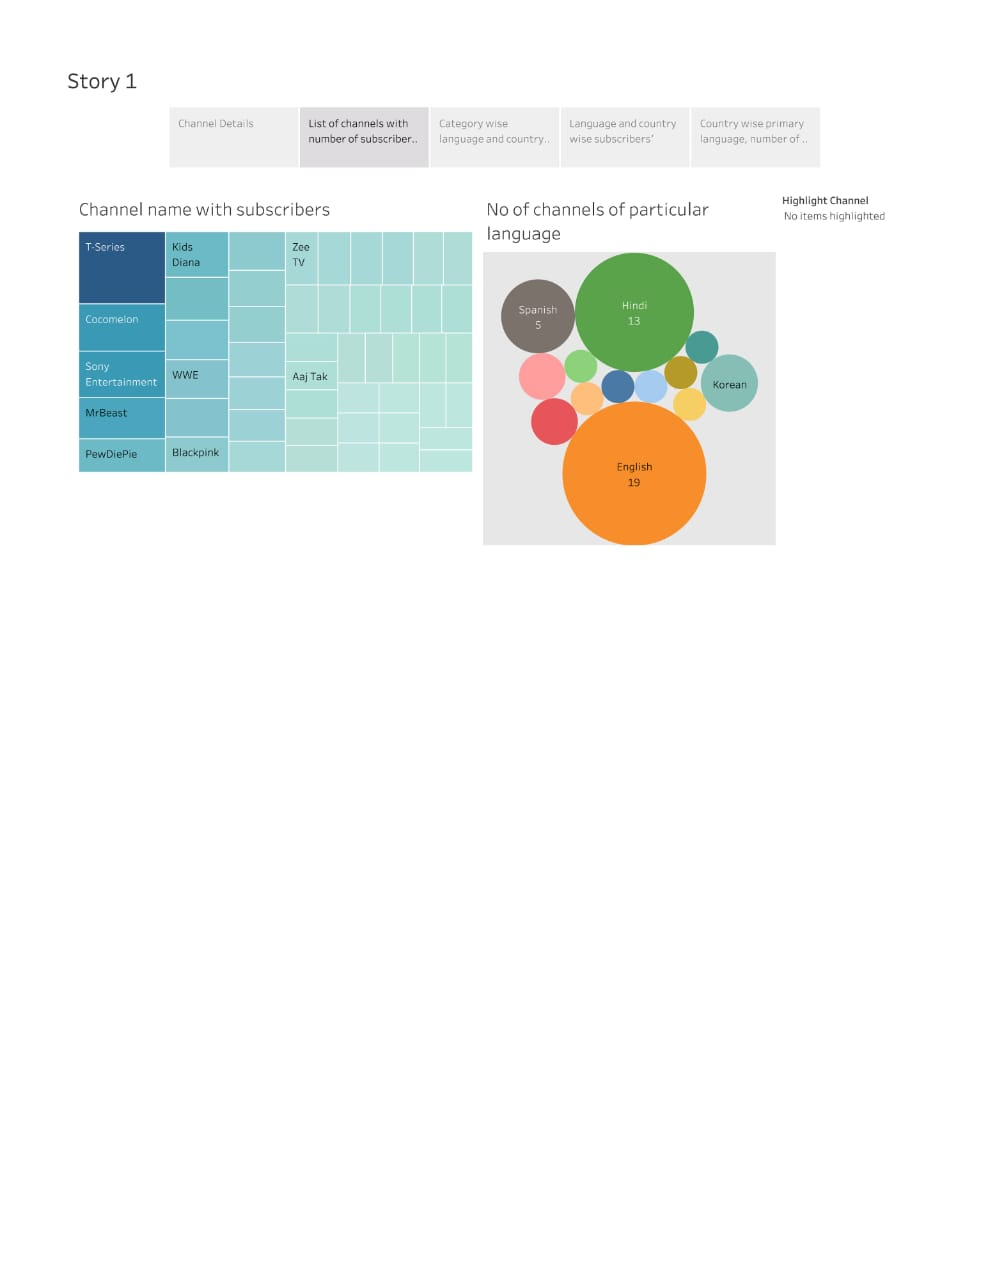 Story 1
Channel Details
List of channels with
number of subscriber..
Category wise
language and country..
Language and country
wise subscribers'
Country wise primary
language, number of ..
Channel name with subscribers
T-Series
Cocomelon
Sony
Entertainment
MrBeast
PewDiePie
Kids
Diana
WWE
Blackpink
Zee
TV
Aaj Tak
No of channels of particular
language
Spanish
5
Hindi
13
Korean
English
19
Highlight Channel
No items highlighted